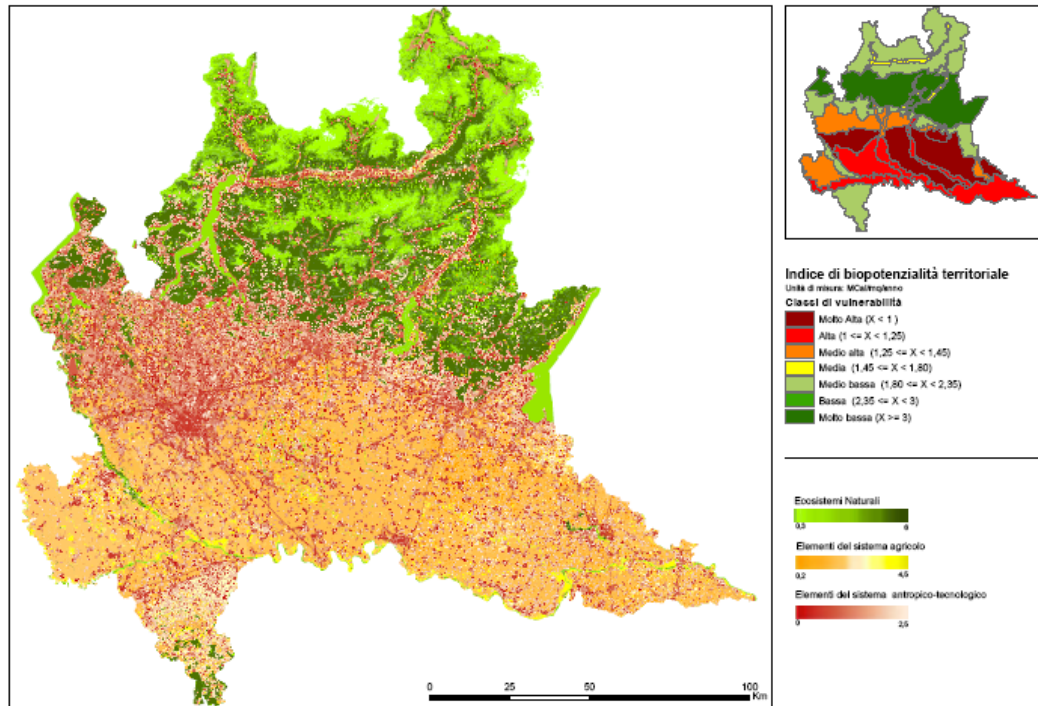 Indice di biopotenzialità territoriale
Unità di misura: MCal/mq/anno
Classi di vulnerabilità
Molto Alta (X < 1 )
Alta (1 <= X < 1,25)
Medio alta (1,25 <= X < 1,45)
Media (1,45 <= X < 1,80)
Medio bassa (1,80 <= X < 2,35)
Bassa (2,35 <= X < 3)
Molto bassa (X >= 3)
Ecosistemi Naturali
0,3 6
Elementi del sistema agricolo
0,2 4,5
Elementi del sistema antropico-tecnologico
0 2,5
0 25 50 100
Km